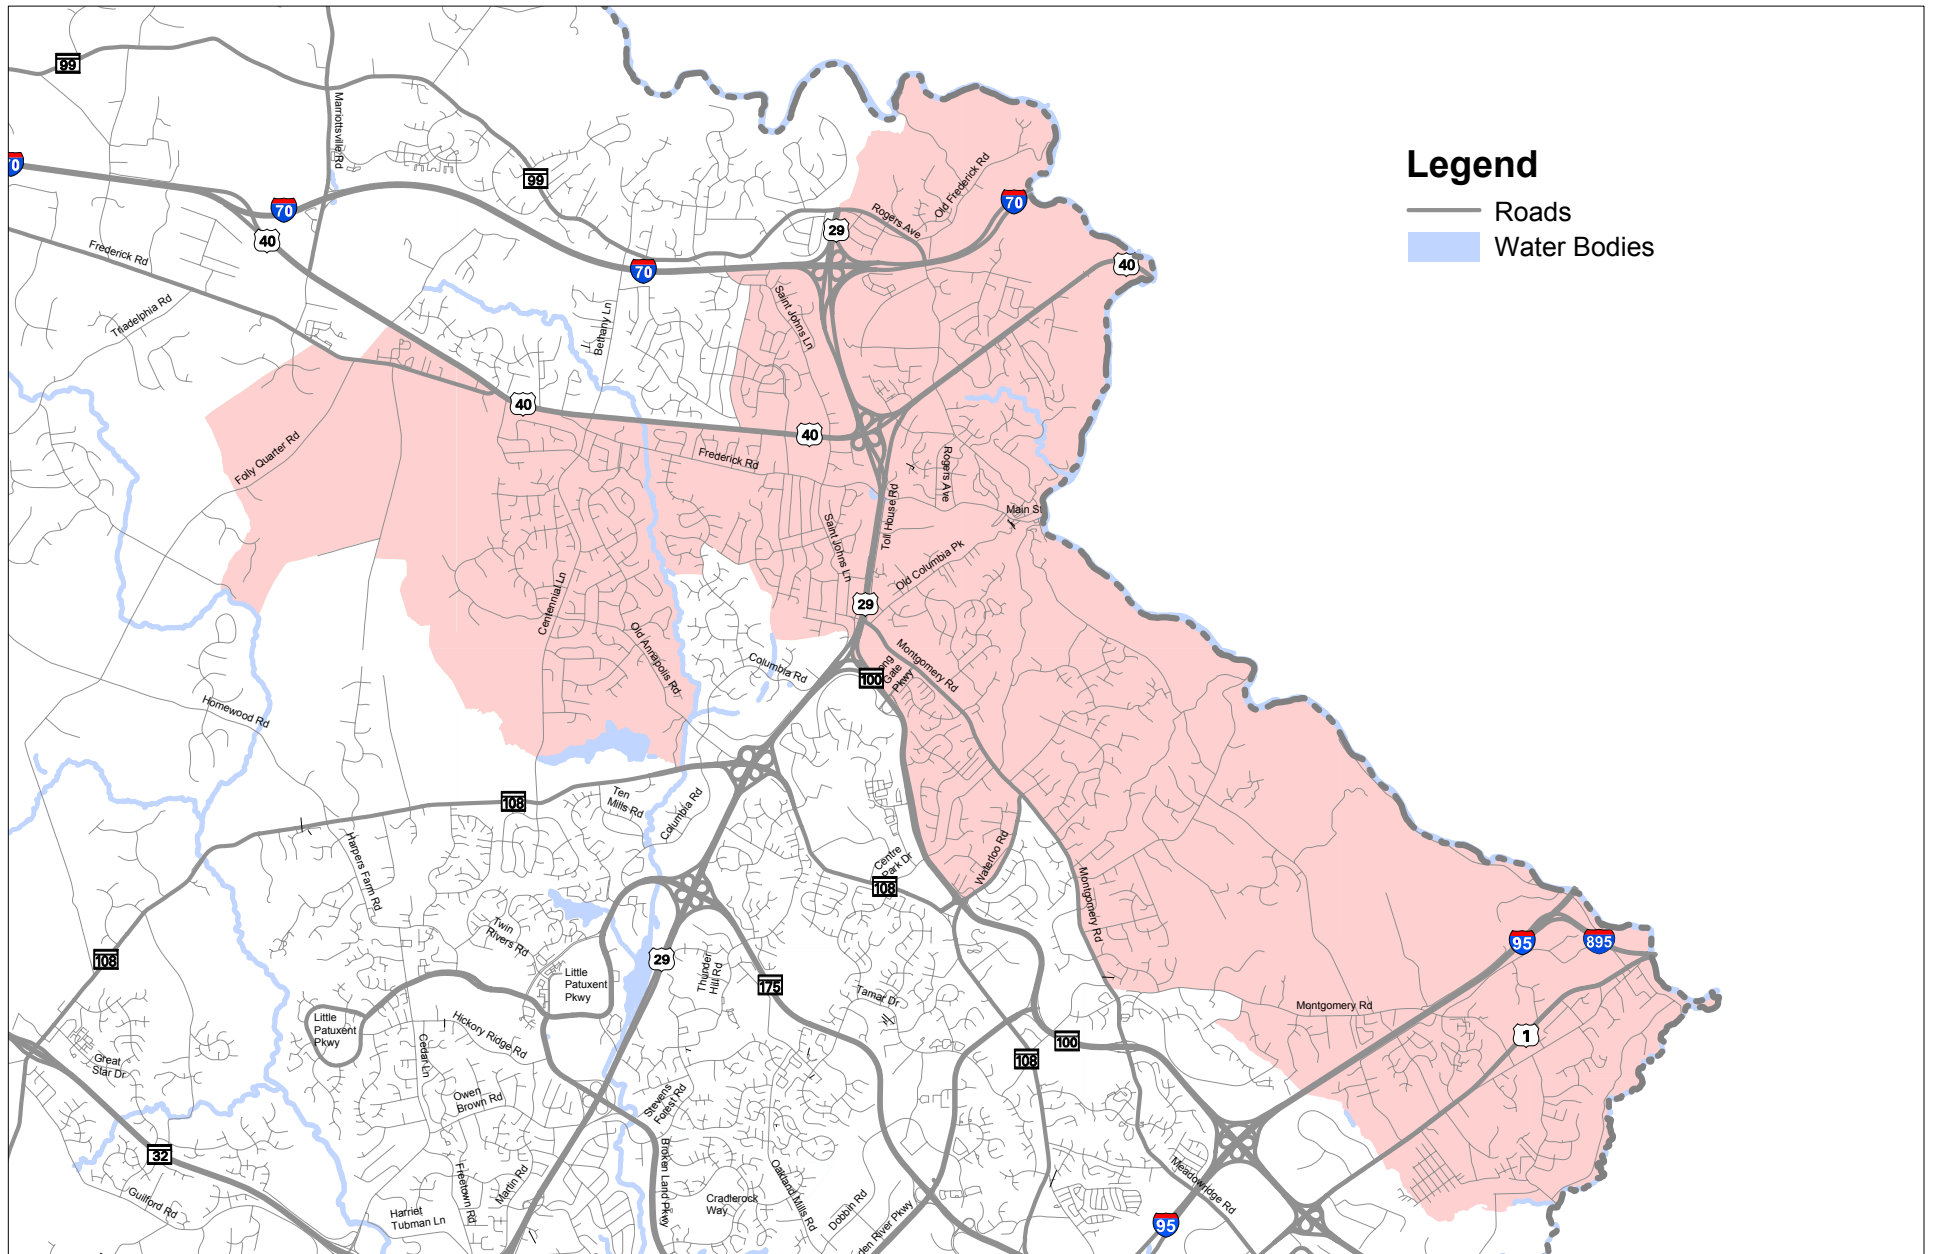 99
Marriottsville Rd
Legend
Roads
Water Bodies
99
70
70
40
Frederick Rd
Triadelphia Rd
Bethany Ln
70
29
Rogers Ave
Old Frederick Rd
70
40
Saint Johns Ln
40
40
Frederick Rd
Folly Quarter Rd
Rogers Ave
Toll House Rd
Main St
Saint Johns Ln
Old Columbia Pk
29
Centennial Ln
Old Annapolis Rd
Columbia Rd
Montgomery Rd
100
Gate
Pkwy
Homewood Rd
108
Ten
Mills Rd
Columbia Rd
Harpers Farm Rd
Centre
Park Dr
108
Waterloo Rd
Montgomery Rd
Twin
Rivers Rd
108
29
Thunder
Hill Rd
175
Little
Patuxent
Pkwy
Little
Patuxent
Pkwy
Hickory Ridge Rd
Cedar Ln
Tamar Dr
95
895
Montgomery Rd
1
100
108
Great
Star Dr
Owen
Brown Rd
Stevens
Forest Rd
32
Guilford Rd
Harriet
Tubman Ln
Freetown Rd
Martin Rd
Broken Land Pkwy
Cradlerock
Way
Oakland Mills Rd
Dobbin Rd
den River Pkwy
Meadowridge Rd
95